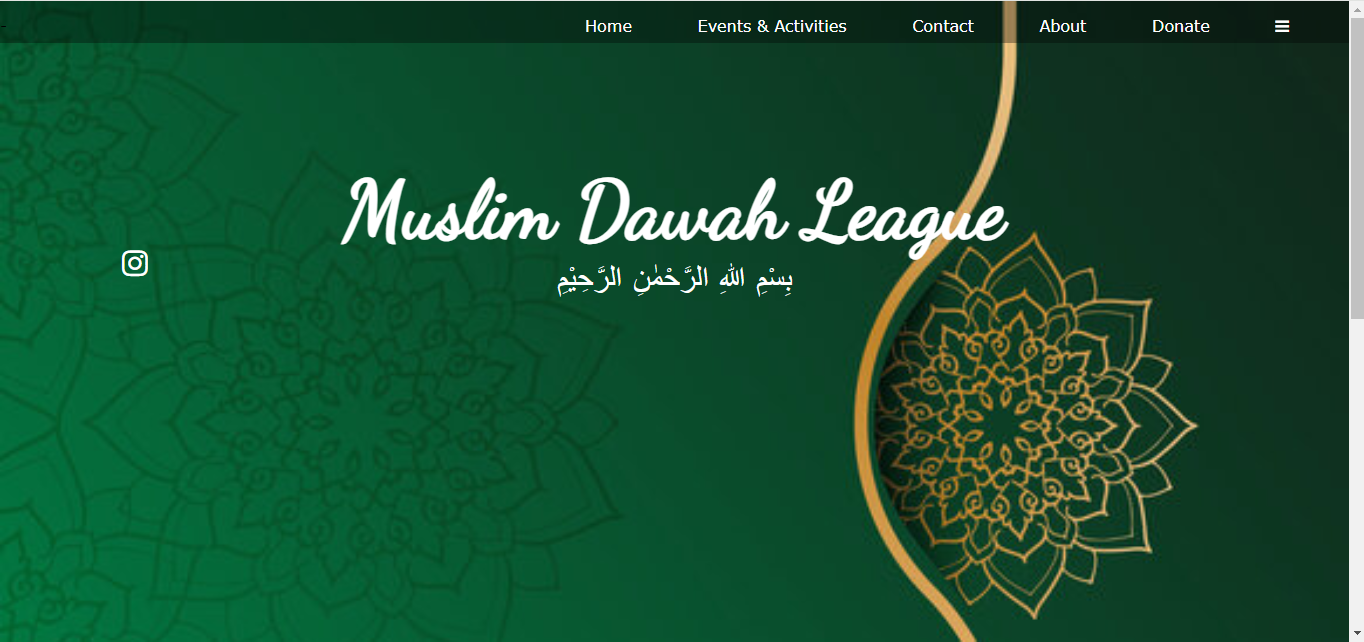 Home Events & Activities Contact About Donate
Muslim Dawah League
بِسْمِ اللهِ الرَّحْمٰنِ الرَّحِيْمِ